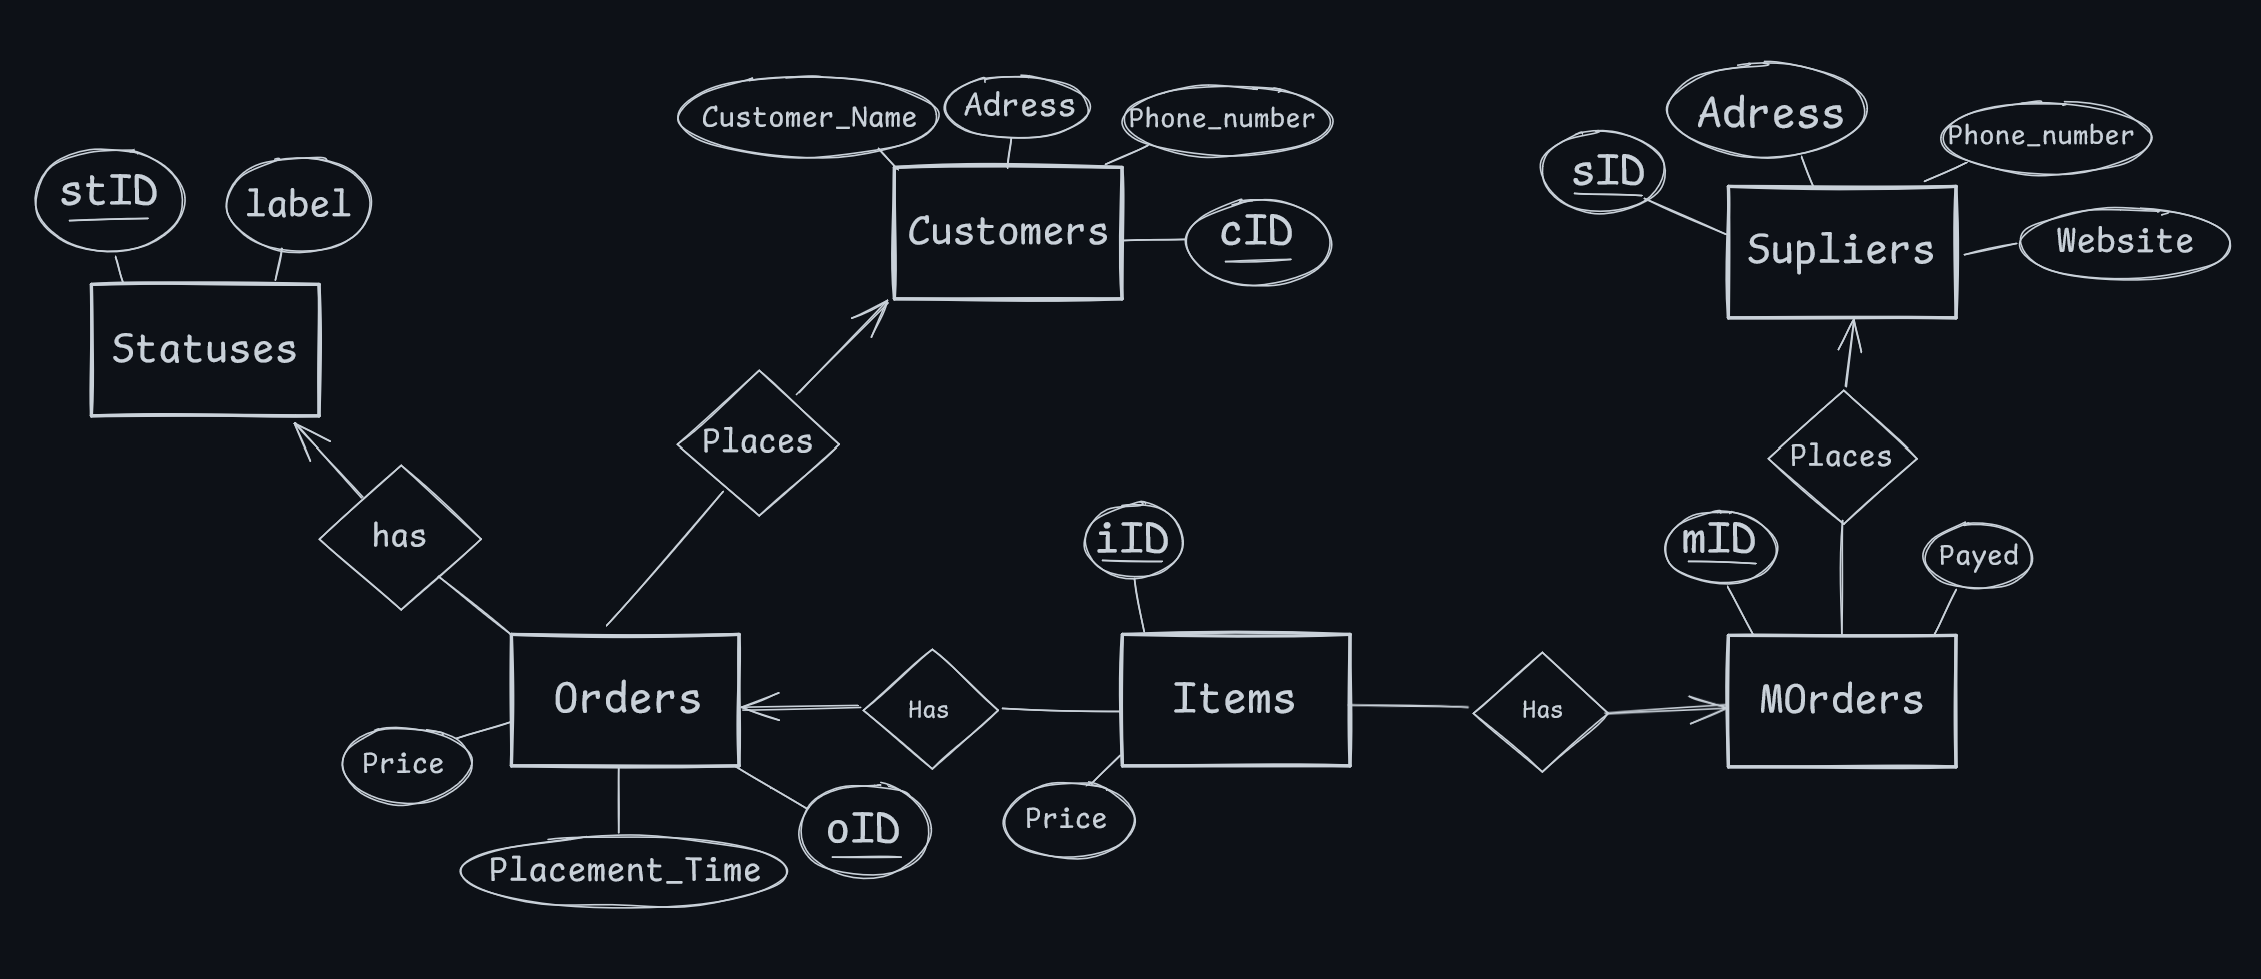 Customer_Name
Adress
Phone_number
Adress
Phone_number
sID
stID
label
Customers
cID
Supliers
Website
Statuses
Places
Places
has
iID
mID
Payed
Orders
Has
Items
Has
MOrders
Price
Price
oID
Placement_Time